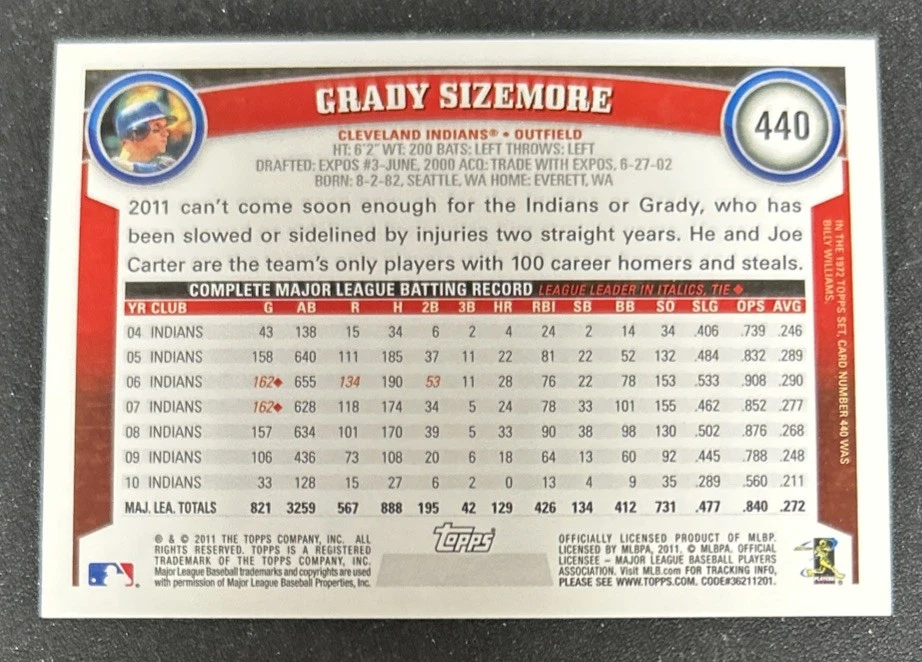 GRADY SIZEMORE
440
CLEVELAND INDIANS® • OUTFIELD
HT: 6'2" WT: 200 BATS: LEFT THROWS: LEFT
DRAFTED: EXPOS #3-JUNE, 2000 ACQ: TRADE WITH EXPOS, 6-27-02
BORN: 8-2-82, SEATTLE, WA HOME: EVERETT, WA
2011 can't come soon enough for the Indians or Grady, who has
been slowed or sidelined by injuries two straight years. He and Joe
Carter are the team's only players with 100 career homers and steals.
COMPLETE MAJOR LEAGUE BATTING RECORD LEAGUE LEADER IN ITALICS, TIE ♦
YR CLUB G AB R H 2B 3B HR RBI SB BB SO SLG OPS AVG
04 INDIANS 43 138 15 34 6 2 4 24 2 14 34 .406 .739 .246
05 INDIANS 158 640 111 185 37 11 22 81 22 52 132 .484 .832 .289
06 INDIANS 162♦ 655 134 190 53 11 28 76 22 78 153 .533 .908 .290
07 INDIANS 162♦ 628 118 174 34 5 24 78 33 101 155 .462 .852 .277
08 INDIANS 157 634 101 170 39 5 33 90 38 98 130 .502 .876 .268
09 INDIANS 106 436 73 108 20 6 18 64 13 60 92 .445 .788 .248
10 INDIANS 33 128 15 27 6 2 0 13 4 9 35 .289 .560 .211
MAJ. LEA. TOTALS 821 3259 567 888 195 42 129 426 134 412 731 .477 .840 .272
IN THE 1972 TOPPS SET, CARD NUMBER 440 WAS
BILLY WILLIAMS.
® & © 2011 THE TOPPS COMPANY, INC. ALL
RIGHTS RESERVED. TOPPS IS A REGISTERED
TRADEMARK OF THE TOPPS COMPANY, INC.
Major League Baseball trademarks and copyrights are used
with permission of Major League Baseball Properties, Inc.
Topps
OFFICIALLY LICENSED PRODUCT OF MLBP.
LICENSED BY MLBPA, 2011. © MLBPA. OFFICIAL
LICENSEE – MAJOR LEAGUE BASEBALL PLAYERS
ASSOCIATION. Visit MLB.com FOR TRACKING INFO,
PLEASE SEE WWW.TOPPS.COM. CODE#36211201.